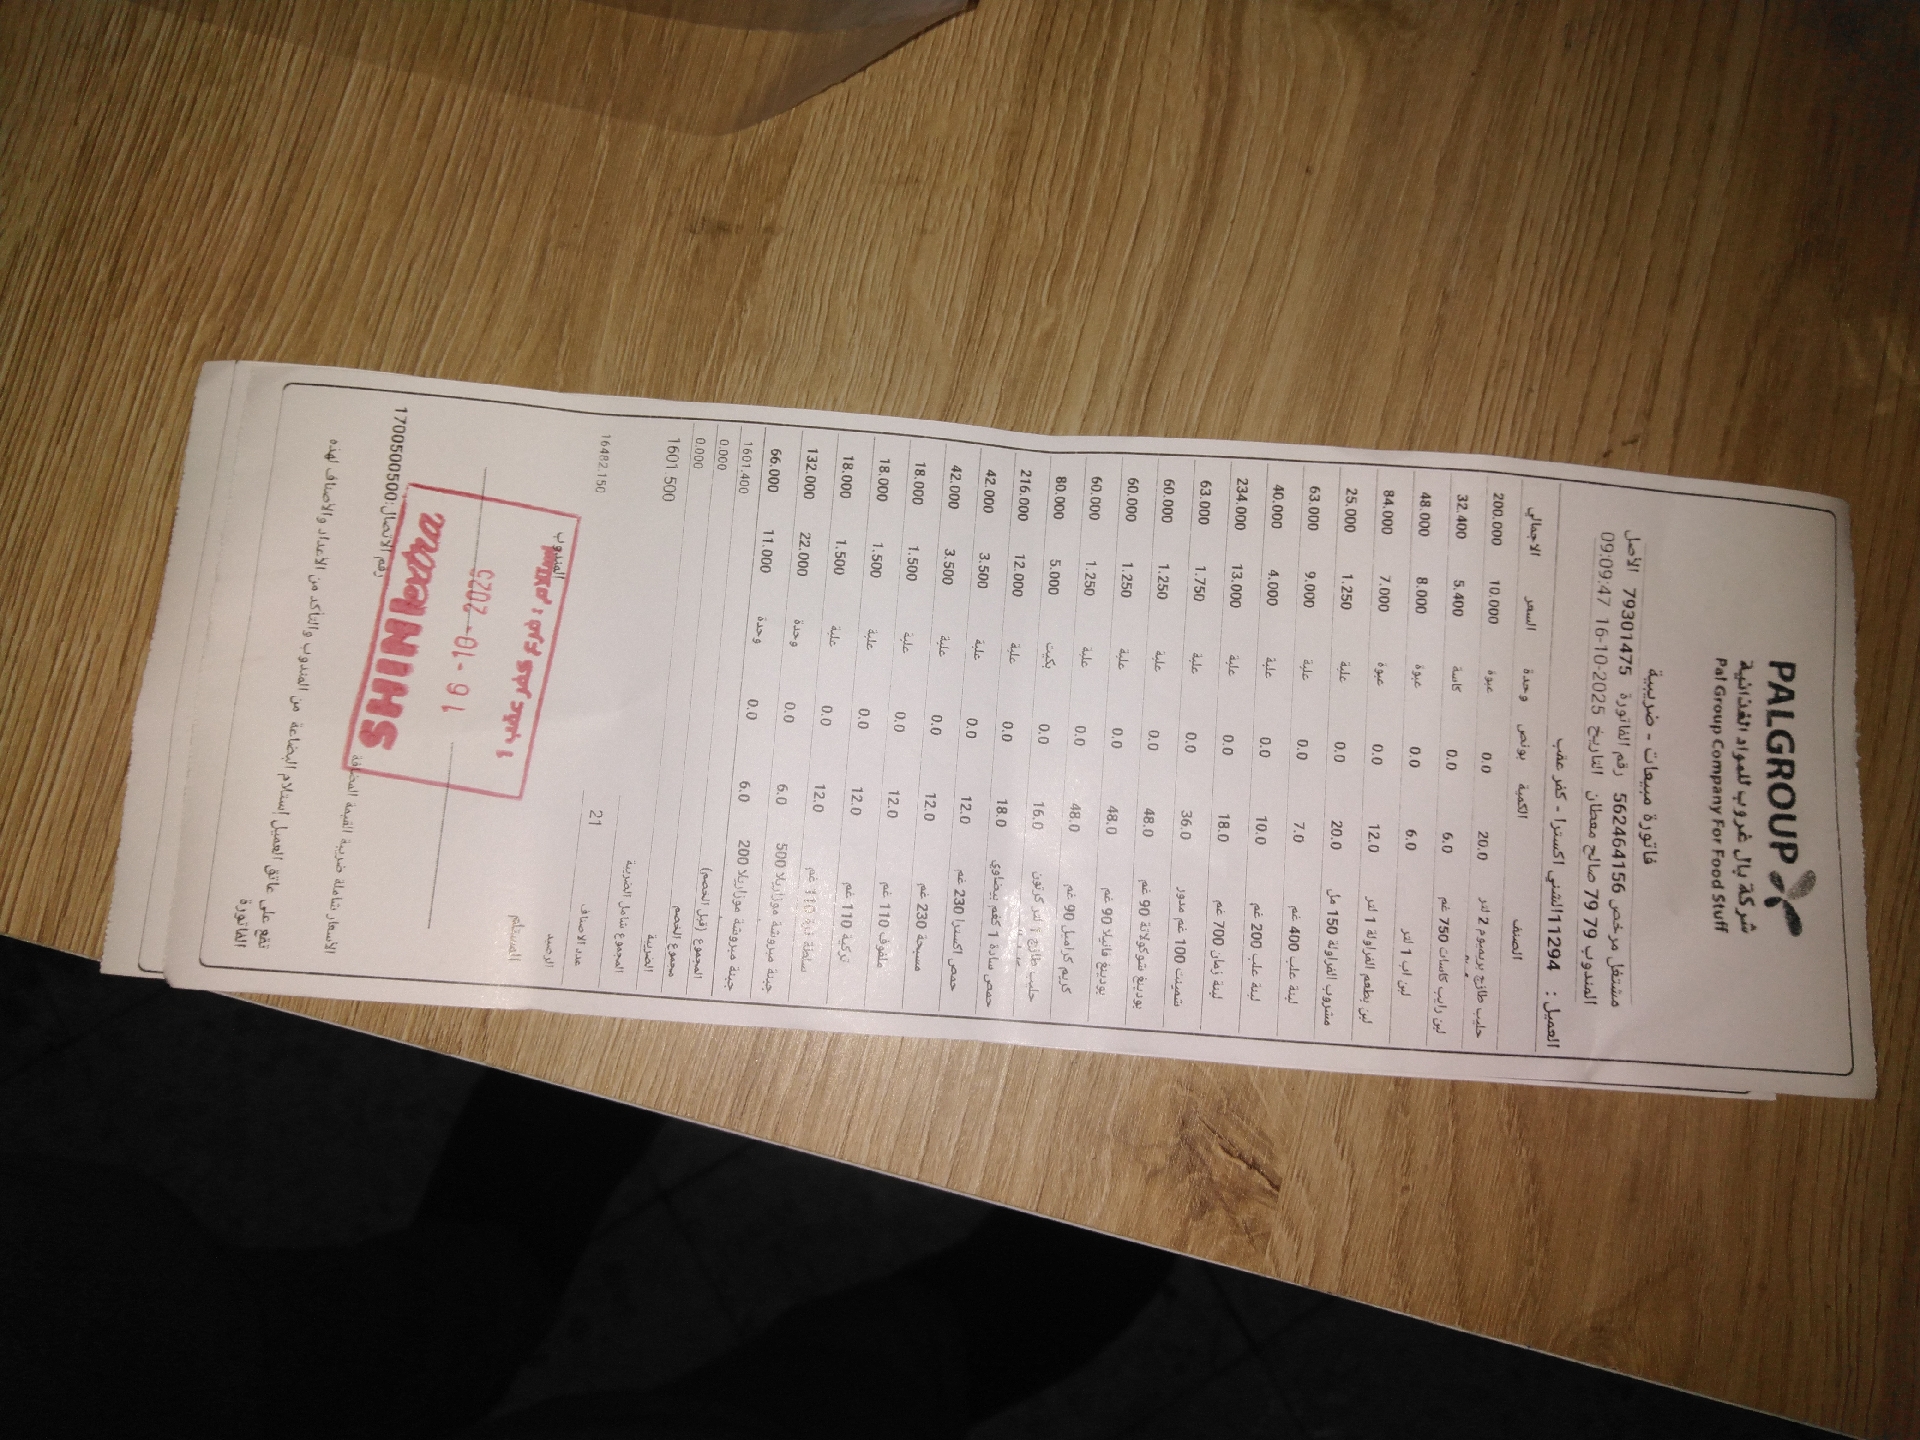 PALGROUP
شركة بال غروب للمواد الغذائية
Pal Group Company For Food Stuff
فاتورة مبيعات - ضريبية
مشتغل مرخص 562464156 رقم الفاتورة 79301475 الأصل
المندوب 79 79 صالح معطان التاريخ 16-10-2025 09:09:47
العميل : 11294 الشني اكسترا - كفر عقب
الصنف الكمية بونص وحدة السعر الاجمالي
حليب طازج بريميوم 2 لتر 20.0 0.0 عبوة 10.000 200.000
لبن رايب كاسات 750 غم 6.0 0.0 كاسة 5.400 32.400
لبن اب 1 لتر 6.0 0.0 عبوة 8.000 48.000
لبن بطعم الفراولة 1 لتر 12.0 0.0 عبوة 7.000 84.000
مشروب الفراولة 150 مل 20.0 0.0 علبة 1.250 25.000
لبنة علب 400 غم 7.0 0.0 علبة 9.000 63.000
لبنة علب 200 غم 10.0 0.0 علبة 4.000 40.000
لبنة زمان 700 غم 18.0 0.0 علبة 13.000 234.000
شمينت 100 غم مدور 36.0 0.0 علبة 1.750 63.000
بودينغ شوكولاتة 90 غم 48.0 0.0 علبة 1.250 60.000
بودينغ فانيلا 90 غم 48.0 0.0 علبة 1.250 60.000
كريم كراميل 90 غم 48.0 0.0 علبة 1.250 60.000
حليب طازج 1 لتر كرتون 16.0 0.0 بكيت 5.000 80.000
حمص سادة 1 كغم بيضاوي 18.0 0.0 علبة 12.000 216.000
حمص اكسترا 230 غم 12.0 0.0 علبة 3.500 42.000
مسبحة 230 غم 12.0 0.0 علبة 3.500 42.000
ملفوف 110 غم 12.0 0.0 علبة 1.500 18.000
تركية 110 غم 12.0 0.0 علبة 1.500 18.000
سلطة 110 غم 12.0 0.0 علبة 1.500 18.000
جبنة مبروشة موزاريلا 500 6.0 0.0 وحدة 22.000 132.000
جبنة مبروشة موزاريلا 200 6.0 0.0 وحدة 11.000 66.000
المجموع (قبل الخصم) 1601.400
مجموع الخصم 0.000
الضريبة 0.000
المجموع شامل الضريبة 1601.500
عدد الاصناف 21
الرصيد 16482.150
المستلم المندوب
16 -10- 2025
SHINI
الاسعار شاملة ضريبة القيمة المضافة رقم الاتصال:1700500500
تقع على عاتق العميل إستلام البضاعة من المندوب والتأكد من الأعداد والاصناف لهذه
الفاتورة